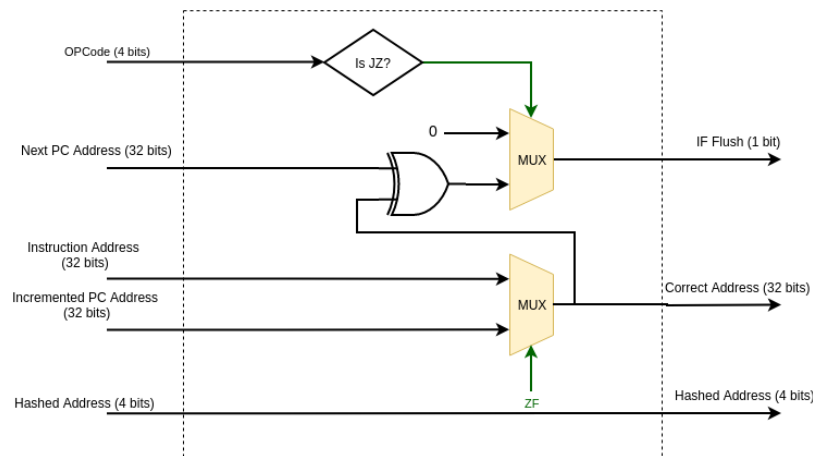 OPCode (4 bits)
Is JZ?
0
Next PC Address (32 bits)
MUX
IF Flush (1 bit)
Instruction Address
(32 bits)
Incremented PC Address
(32 bits)
MUX
Correct Address (32 bits)
ZF
Hashed Address (4 bits)
Hashed Address (4 bits)